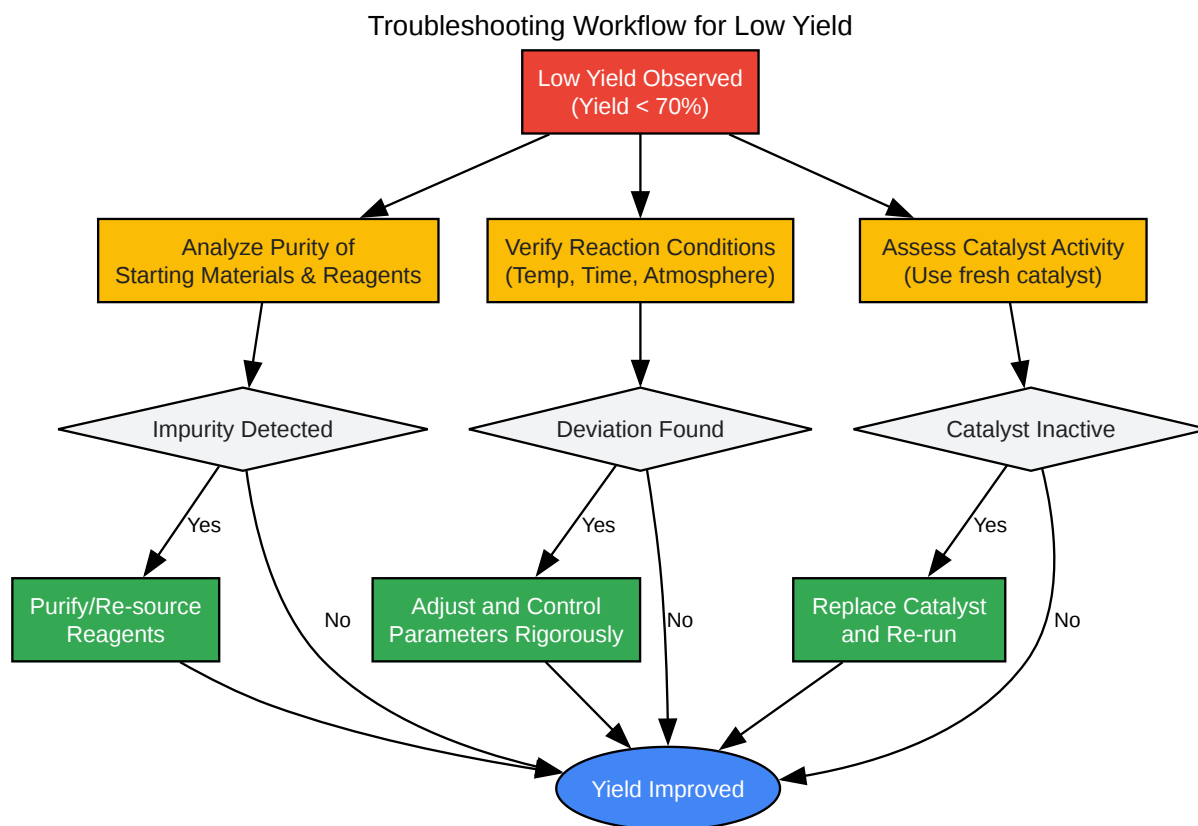 Troubleshooting Workflow for Low Yield
Low Yield Observed
(Yield < 70%)
Analyze Purity of
Starting Materials & Reagents
Verify Reaction Conditions
(Temp, Time, Atmosphere)
Assess Catalyst Activity
(Use fresh catalyst)
Impurity Detected
Deviation Found
Catalyst Inactive
Yes
Yes
Yes
Purify/Re-source
Reagents
No
Adjust and Control
Parameters Rigorously
No
Replace Catalyst
and Re-run
No
Yield Improved